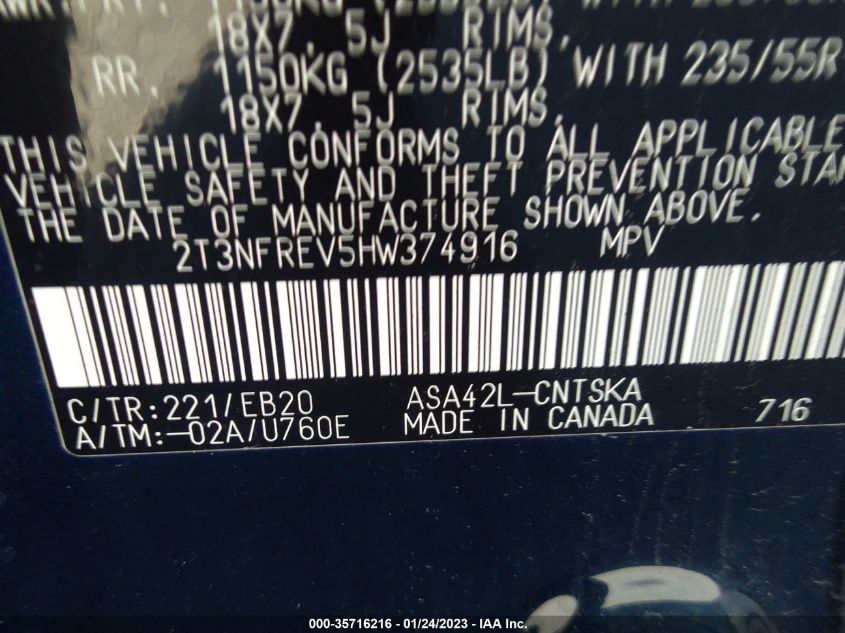 18X7. 5J RIMS,
RR. 1150KG (2535LB) WITH 235/55R
18X7. 5J RIMS,
THIS VEHICLE CONFORMS TO ALL APPLICABLE
VEHICLE SAFETY AND THEFT PREVENTION STAN
THE DATE OF MANUFACTURE SHOWN ABOVE.
2T3NFREV5HW374916 MPV
C/TR:221/EB20 ASA42L-CNTSKA
A/TM:-02A/U760E MADE IN CANADA 716
000-35716216 - 01/24/2023 - IAA Inc.